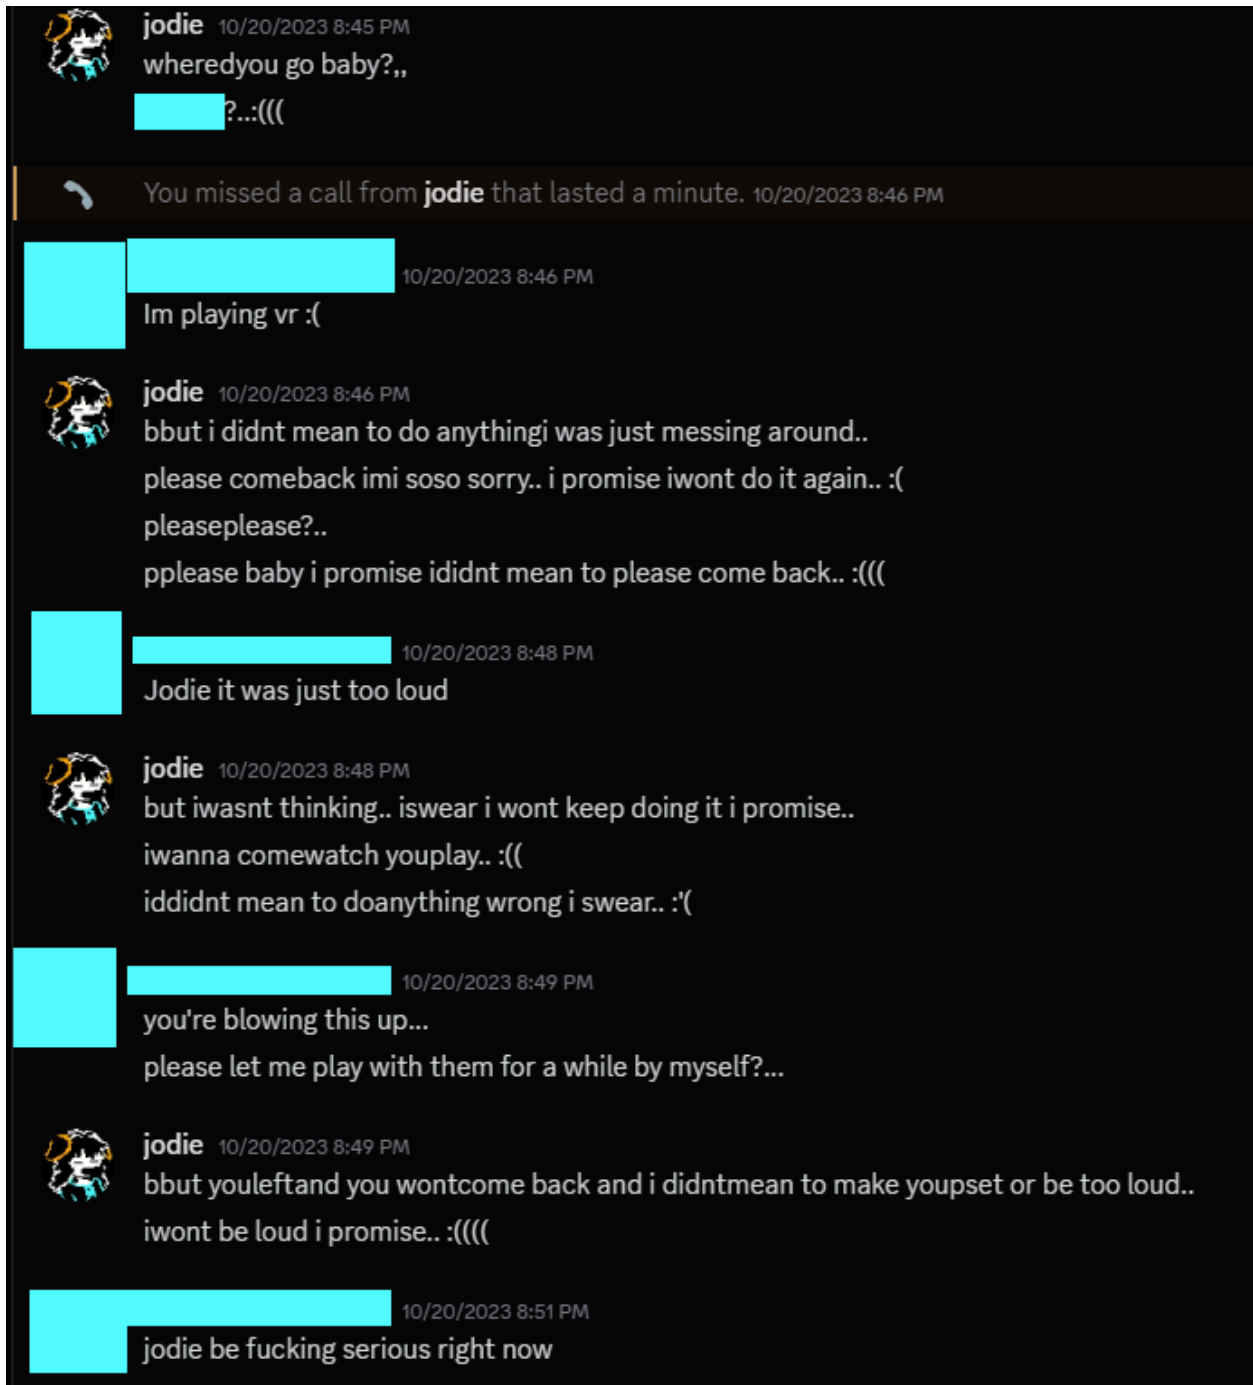 jodie 10/20/2023 8:45 PM
wheredyou go baby?,,
?..:(((
You missed a call from jodie that lasted a minute. 10/20/2023 8:46 PM
10/20/2023 8:46 PM
Im playing vr :(
jodie 10/20/2023 8:46 PM
bbut i didnt mean to do anythingi was just messing around..
please comeback imi soso sorry.. i promise iwont do it again.. :(
pleaseplease?..
pplease baby i promise ididnt mean to please come back.. :(((
10/20/2023 8:48 PM
Jodie it was just too loud
jodie 10/20/2023 8:48 PM
but iwasnt thinking.. iswear i wont keep doing it i promise..
iwanna comewatch youplay.. :((
iddidnt mean to doanything wrong i swear.. :'(
10/20/2023 8:49 PM
you're blowing this up...
please let me play with them for a while by myself?...
jodie 10/20/2023 8:49 PM
bbut youleftand you wontcome back and i didntmean to make youpset or be too loud..
iwont be loud i promise.. :((((
10/20/2023 8:51 PM
jodie be fucking serious right now